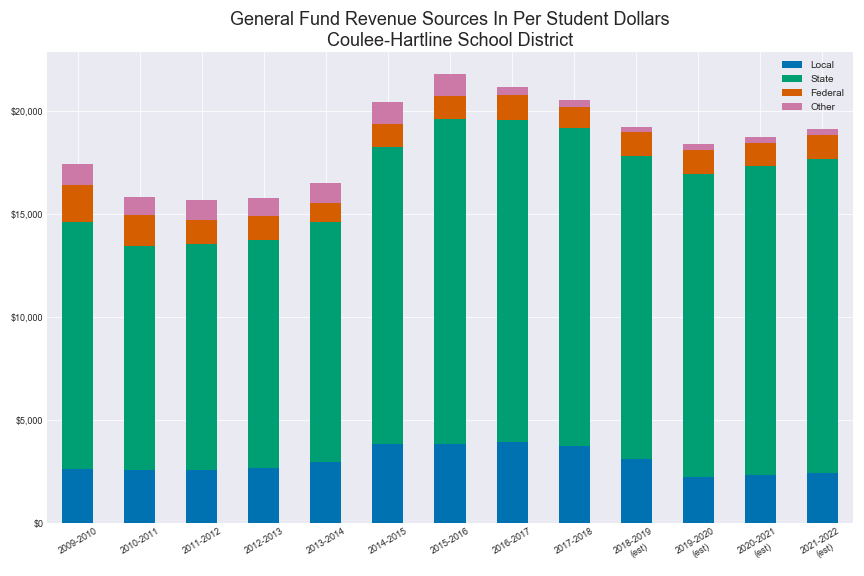 General Fund Revenue Sources In Per Student Dollars
Coulee-Hartline School District
Local
State
Federal
Other
$20,000
$15,000
$10,000
$5,000
$0
2009-2010
2010-2011
2011-2012
2012-2013
2013-2014
2014-2015
2015-2016
2016-2017
2017-2018
2018-2019
(est)
2019-2020
(est)
2020-2021
(est)
2021-2022
(est)